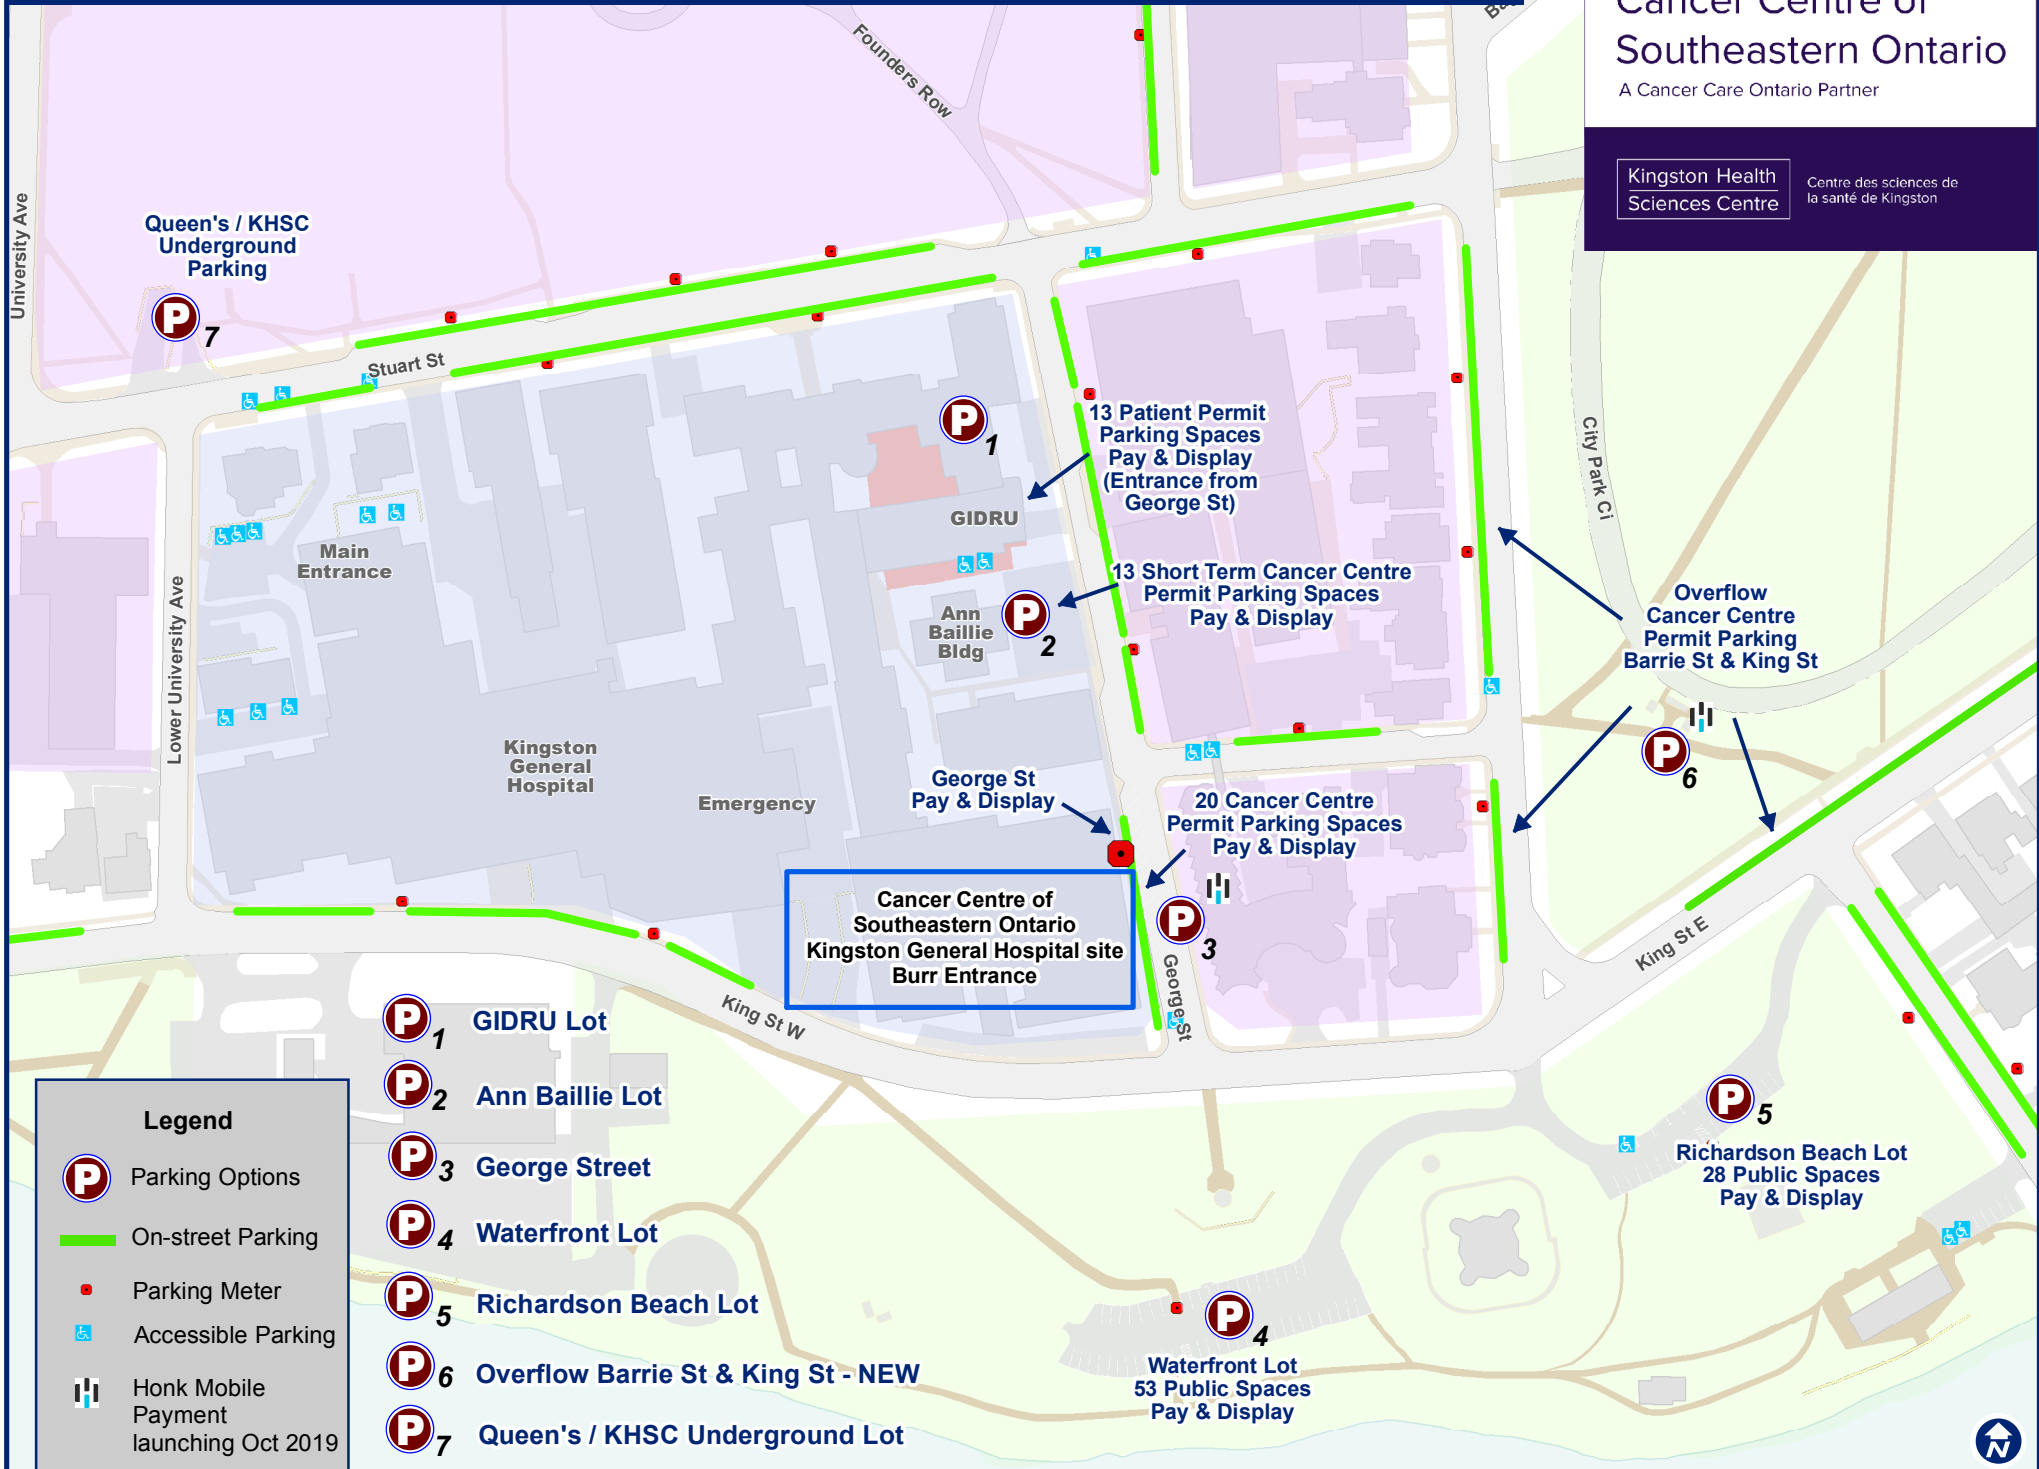 Cancer Centre of
Southeastern Ontario
A Cancer Care Ontario Partner
Kingston Health
Sciences Centre
Centre des sciences de
la santé de Kingston
Founders Row
University Ave
Queen's / KHSC
Underground
Parking
P 7
Stuart St
P 1
13 Patient Permit
Parking Spaces
Pay & Display
(Entrance from
George St)
City Park Ci
GIDRU
Main
Entrance
13 Short Term Cancer Centre
Permit Parking Spaces
Pay & Display
Ann
Baillie
Bldg
P 2
Overflow
Cancer Centre
Permit Parking
Barrie St & King St
Lower University Ave
P 6
Kingston
General
Hospital
Emergency
George St
Pay & Display
20 Cancer Centre
Permit Parking Spaces
Pay & Display
P 3
Cancer Centre of
Southeastern Ontario
Kingston General Hospital site
Burr Entrance
George St
King St E
King St W
P 1 GIDRU Lot
P 2 Ann Baillie Lot
P 3 George Street
P 4 Waterfront Lot
P 5 Richardson Beach Lot
P 6 Overflow Barrie St & King St - NEW
P 7 Queen's / KHSC Underground Lot
Legend
P Parking Options
On-street Parking
Parking Meter
Accessible Parking
Honk Mobile
Payment
launching Oct 2019
P 5
Richardson Beach Lot
28 Public Spaces
Pay & Display
P 4
Waterfront Lot
53 Public Spaces
Pay & Display
N